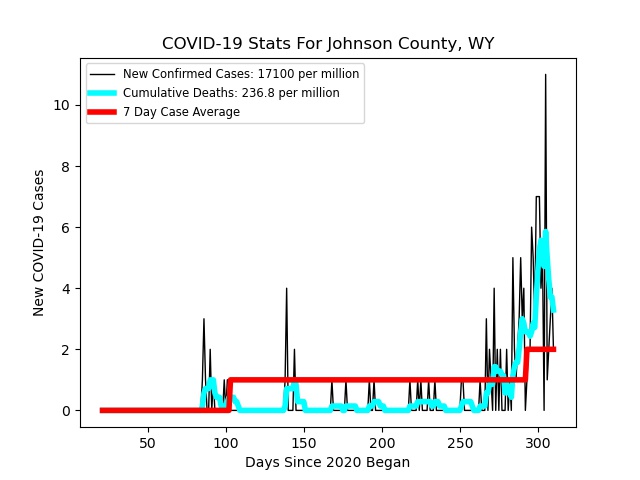 COVID-19 Stats For Johnson County, WY
New Confirmed Cases: 17100 per million
Cumulative Deaths: 236.8 per million
7 Day Case Average
New COVID-19 Cases
10
8
6
4
2
0
50 100 150 200 250 300
Days Since 2020 Began